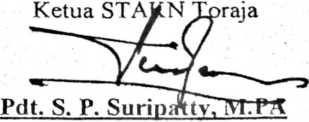 Ketua STAKN Toraja
Pdt. S. P. Suripatty, M.PA